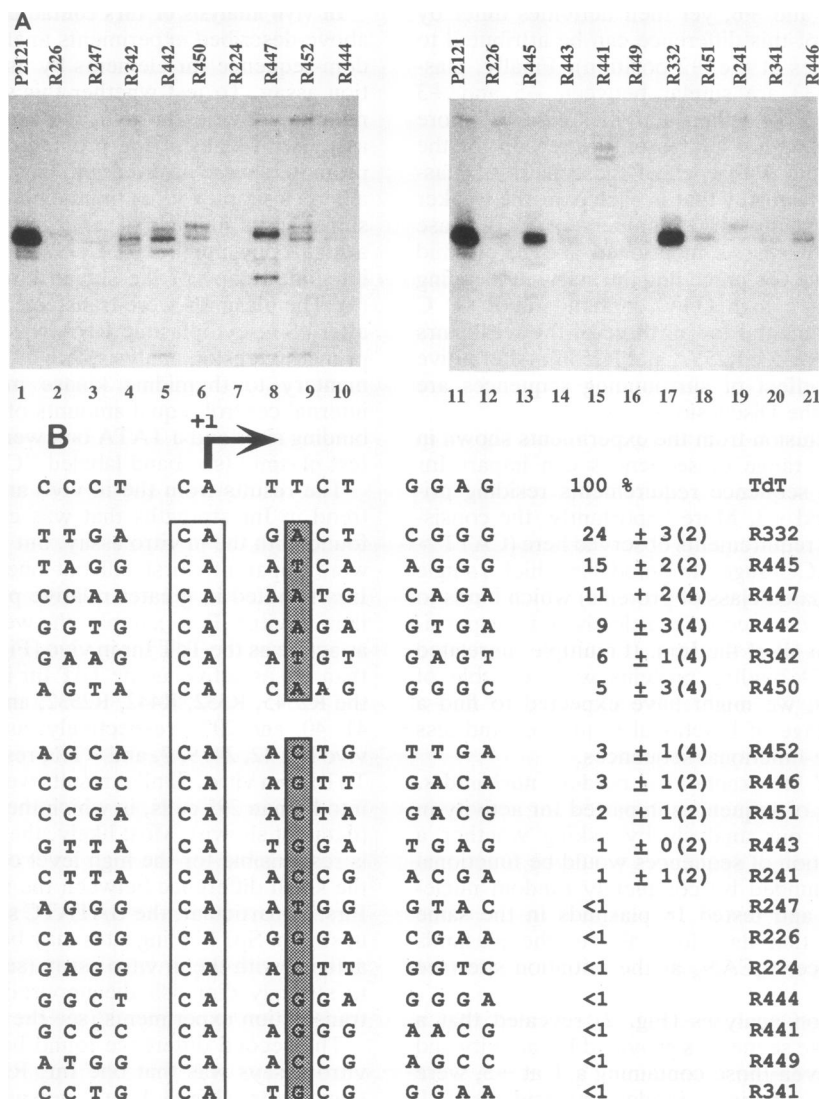 A
P2121 R226 R247 R342 R442 R450 R224 R447 R452 R444
P2121 R226 R445 R443 R441 R449 R332 R451 R241 R341 R446
1 2 3 4 5 6 7 8 9 10
11 12 13 14 15 16 17 18 19 20 21
B
+1
C C C T C A T T C T G G A G 100 % TdT
T T G A C A G A C G G G 24 ± 3(2) R332
T A G G C A A T C A A G G G 15 ± 2(2) R445
C G A A C A A A T G C A G A 11 + 2(4) R447
G G T G C A C A G A G T G A 9 ± 3(4) R442
G A A G C A A T G T G A G T 6 ± 1(4) R342
A G T A C A C A A G G G G C 5 ± 3(4) R450
A G C A C A A C T G T T G A 3 ± 1(4) R452
C C G C C A A G T T G A C A 3 ± 1(2) R446
C G A A C A A C T A G A C G 2 ± 1(2) R451
G T T A C A T G G A T G A G 1 ± 0(2) R443
C T T A C A A C C G A C G A 1 ± 1(2) R241
A G G G C A A T G G G T A C <1 R247
C A G G C A G G G A C G A A <1 R226
G A G G C A A C T T G G T C <1 R224
G G C T C A C G G A G G G A <1 R444
G C C C C A A G G G A A C G <1 R441
A T G G C A A C C G A G C C <1 R449
C C T G C A T G C G G G A A <1 R341